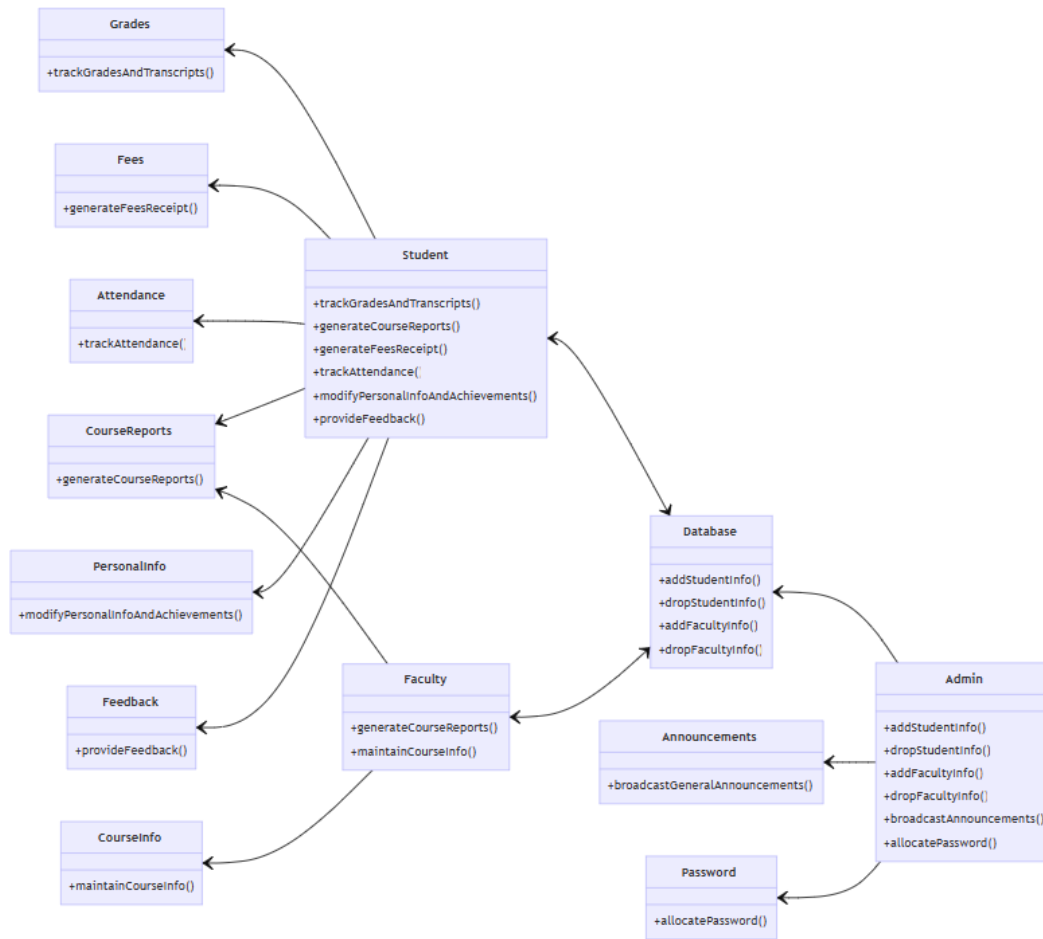 Grades
+trackGradesAndTranscripts()
Fees
+generateFeesReceipt()
Student
+trackGradesAndTranscripts()
+generateCourseReports()
+generateFeesReceipt()
+trackAttendance()
+modifyPersonalInfoAndAchievements()
+provideFeedback()
Attendance
+trackAttendance()
CourseReports
+generateCourseReports()
PersonalInfo
+modifyPersonalInfoAndAchievements()
Database
+addStudentInfo()
+dropStudentInfo()
+addFacultyInfo()
+dropFacultyInfo()
Faculty
+generateCourseReports()
+maintainCourseInfo()
Admin
+addStudentInfo()
+dropStudentInfo()
+addFacultyInfo()
+dropFacultyInfo()
+broadcastAnnouncements()
+allocatePassword()
Feedback
+provideFeedback()
Announcements
+broadcastGeneralAnnouncements()
CourseInfo
+maintainCourseInfo()
Password
+allocatePassword()